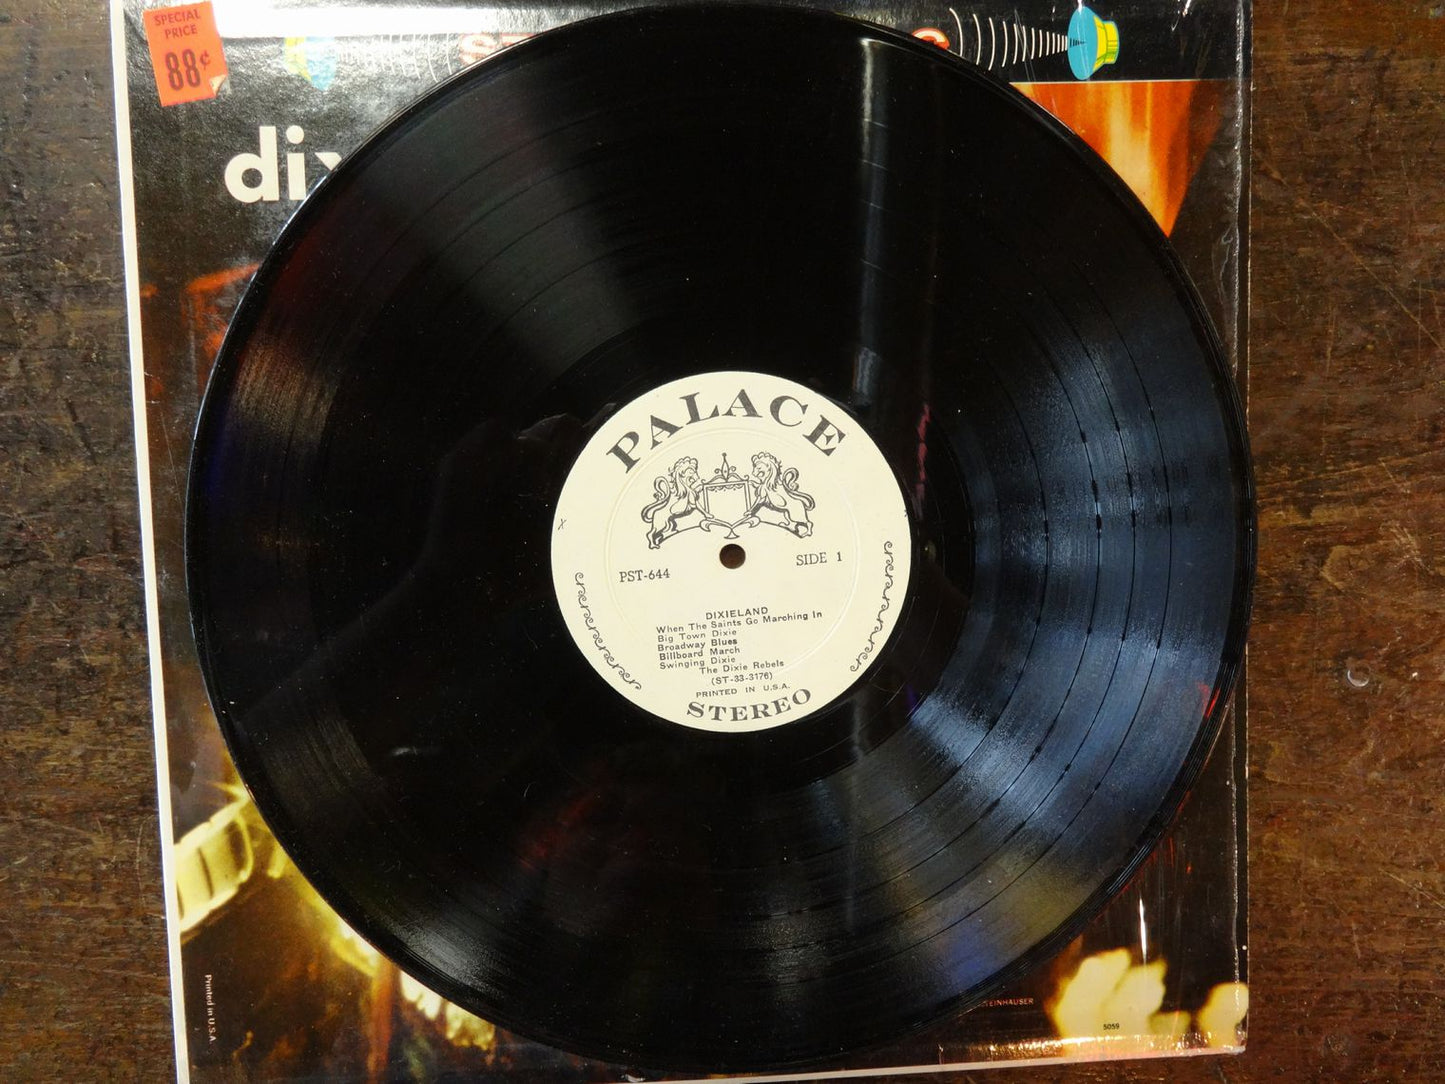 SPECIAL
PRICE
88¢
PALACE
PST-644
SIDE 1
DIXIELAND
When The Saints Go Marching In
Big Town Dixie
Broadway Blues
Billboard March
Swinging Dixie
The Dixie Rebels
(ST-33-3176)
PRINTED IN U.S.A.
STEREO
Printed in U.S.A.
STEINHAUSER
5059